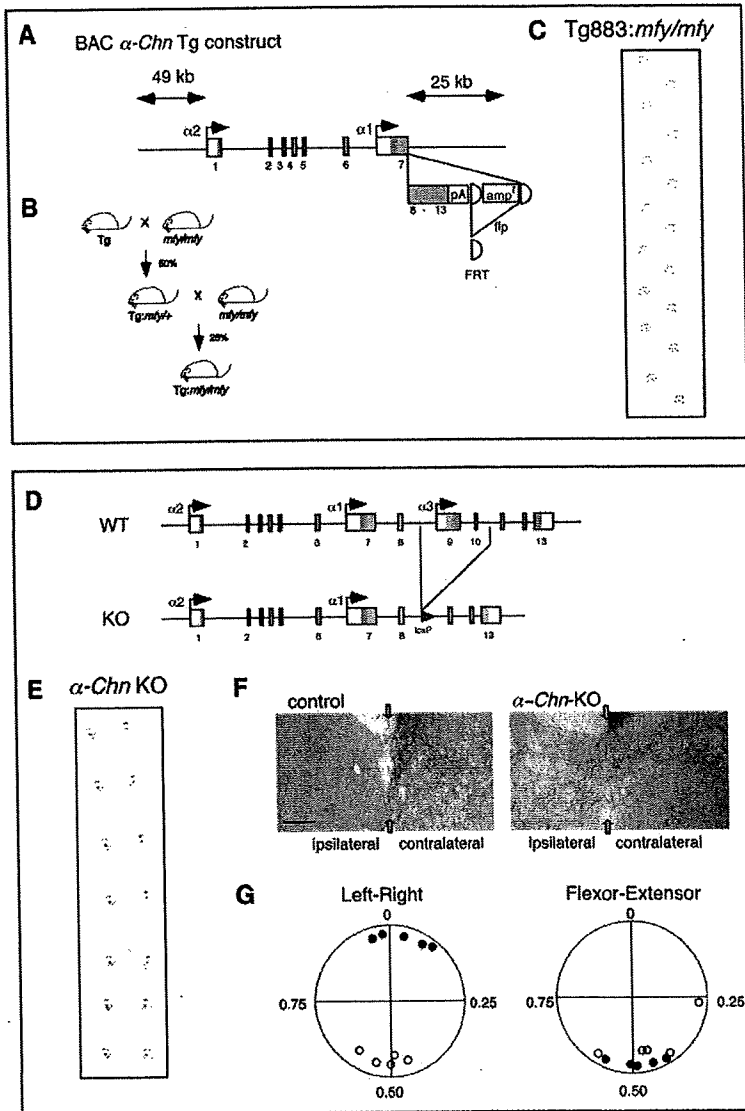 A
BAC α-Chn Tg construct
C Tg883:mfy/mfy
49 kb
25 kb
α2
α1
1
2 3 4 5
6
7
pA
amp^r
8 - 13
flp
FRT
B
Tg X mfy/mfy
50%
Tg:mfy/+ X mfy/mfy
25%
Tg:mfy/mfy
D
WT
α2
α1
α3
1
2
6
7
8
9
10
13
KO
α2
α1
1
2
6
7
8
loxP
13
E α-Chn KO
F
control
α-Chn-KO
ipsilateral contralateral
ipsilateral contralateral
G
Left-Right
0
0.75
0.25
0.50
Flexor-Extensor
0
0.75
0.25
0.50